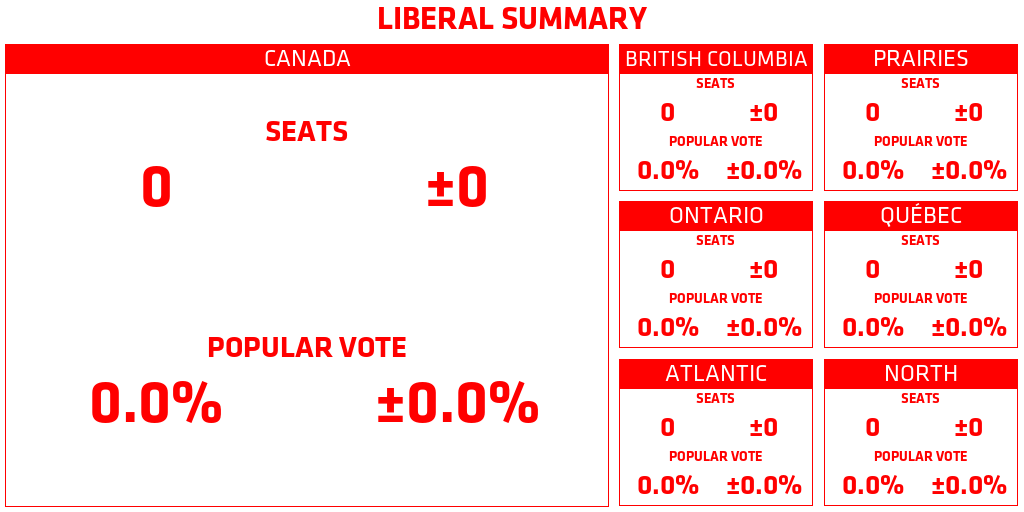 LIBERAL SUMMARY
CANADA
SEATS
0 ±0
POPULAR VOTE
0.0% ±0.0%
BRITISH COLUMBIA
SEATS
0 ±0
POPULAR VOTE
0.0% ±0.0%
PRAIRIES
SEATS
0 ±0
POPULAR VOTE
0.0% ±0.0%
ONTARIO
SEATS
0 ±0
POPULAR VOTE
0.0% ±0.0%
QUÉBEC
SEATS
0 ±0
POPULAR VOTE
0.0% ±0.0%
ATLANTIC
SEATS
0 ±0
POPULAR VOTE
0.0% ±0.0%
NORTH
SEATS
0 ±0
POPULAR VOTE
0.0% ±0.0%